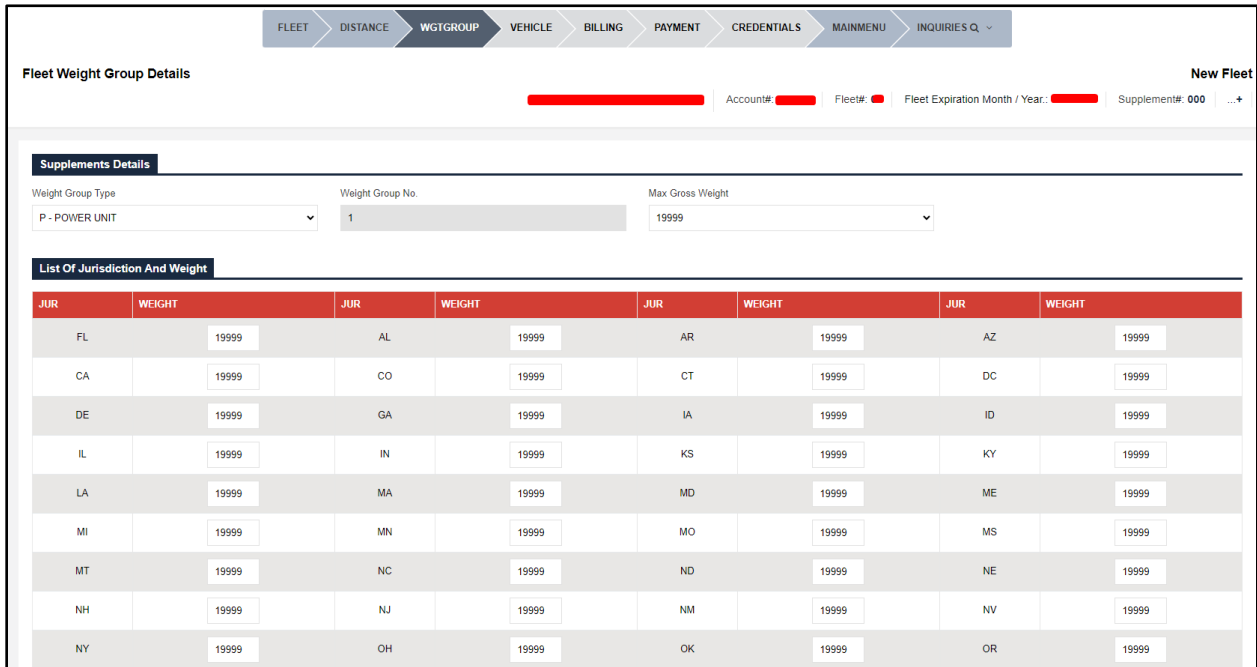 FLEET DISTANCE WGTGROUP VEHICLE BILLING PAYMENT CREDENTIALS MAINMENU INQUIRIES
Fleet Weight Group Details New Fleet
Account#: Fleet#: Fleet Expiration Month / Year.: Supplement#: 000 ...+
Supplements Details
Weight Group Type Weight Group No. Max Gross Weight
P - POWER UNIT 1 19999
List Of Jurisdiction And Weight
JUR WEIGHT JUR WEIGHT JUR WEIGHT JUR WEIGHT
FL 19999 AL 19999 AR 19999 AZ 19999
CA 19999 CO 19999 CT 19999 DC 19999
DE 19999 GA 19999 IA 19999 ID 19999
IL 19999 IN 19999 KS 19999 KY 19999
LA 19999 MA 19999 MD 19999 ME 19999
MI 19999 MN 19999 MO 19999 MS 19999
MT 19999 NC 19999 ND 19999 NE 19999
NH 19999 NJ 19999 NM 19999 NV 19999
NY 19999 OH 19999 OK 19999 OR 19999